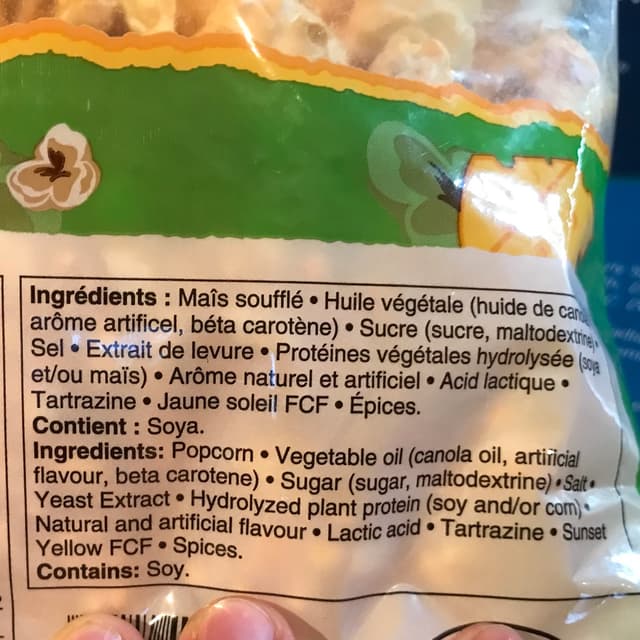 Ingrédients : Maïs soufflé • Huile végétale (huide de
arôme artificel, béta carotène) • Sucre (sucre, maltodextrine) •
Sel • Extrait de levure • Protéines végétales hydrolysée (soya
et/ou maïs) • Arôme naturel et artificiel • Acid lactique •
Tartrazine • Jaune soleil FCF • Épices.
Contient : Soya.
Ingredients: Popcorn • Vegetable oil (canola oil, artificial
flavour, beta carotene) • Sugar (sugar, maltodextrine) • Salt •
Yeast Extract • Hydrolyzed plant protein (soy and/or corn) •
Natural and artificial flavour • Lactic acid • Tartrazine • Sunset
Yellow FCF • Spices.
Contains: Soy.